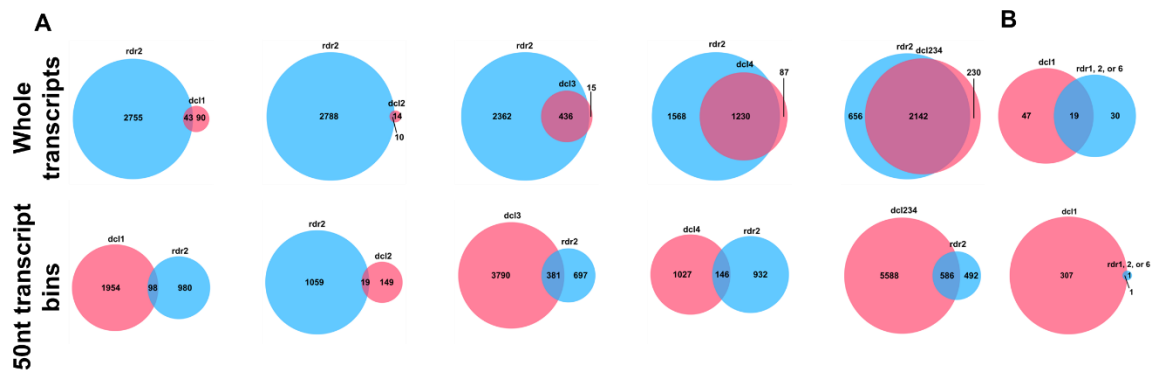 A
B
Whole transcripts
rdr2
dcl1
2755
43
90
rdr2
dcl2
2788
14
10
rdr2
dcl3
15
2362
436
rdr2
dcl4
87
1568
1230
rdr2
dcl234
230
656
2142
dcl1
rdr1, 2, or 6
47
19
30
50nt transcript bins
dcl1
rdr2
1954
98
980
rdr2
dcl2
1059
19
149
dcl3
rdr2
3790
381
697
dcl4
rdr2
1027
146
932
dcl234
rdr2
5588
586
492
dcl1
rdr1, 2, or 6
307
1
1